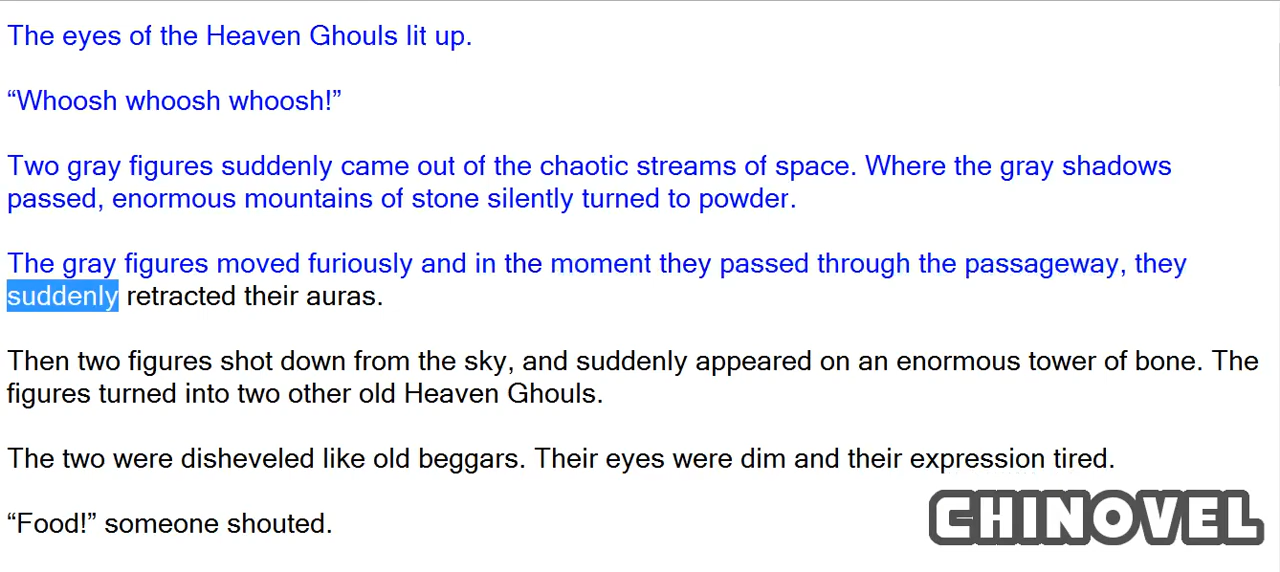 The eyes of the Heaven Ghouls lit up.
“Whoosh whoosh whoosh!”
Two gray figures suddenly came out of the chaotic streams of space. Where the gray shadows
passed, enormous mountains of stone silently turned to powder.
The gray figures moved furiously and in the moment they passed through the passageway, they
suddenly retracted their auras.
Then two figures shot down from the sky, and suddenly appeared on an enormous tower of bone. The
figures turned into two other old Heaven Ghouls.
The two were disheveled like old beggars. Their eyes were dim and their expression tired.
“Food!” someone shouted.
CHINOVEL